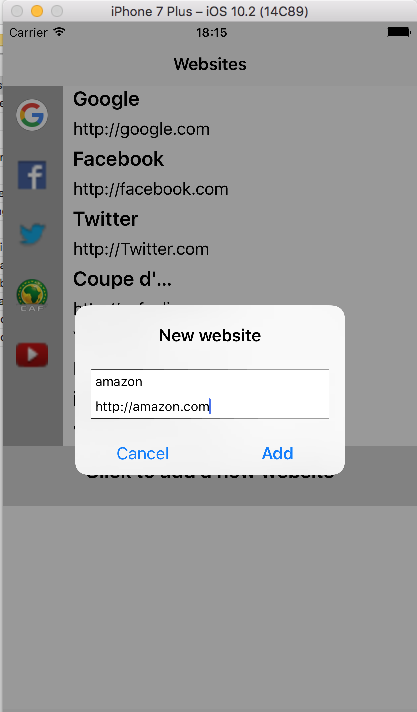 iPhone 7 Plus – iOS 10.2 (14C89)
Carrier 18:15
Websites
Google
http://google.com
Facebook
http://facebook.com
Twitter
http://Twitter.com
Coupe d'...
CAF
New website
amazon
http://amazon.com
Cancel Add
Click to add a new website